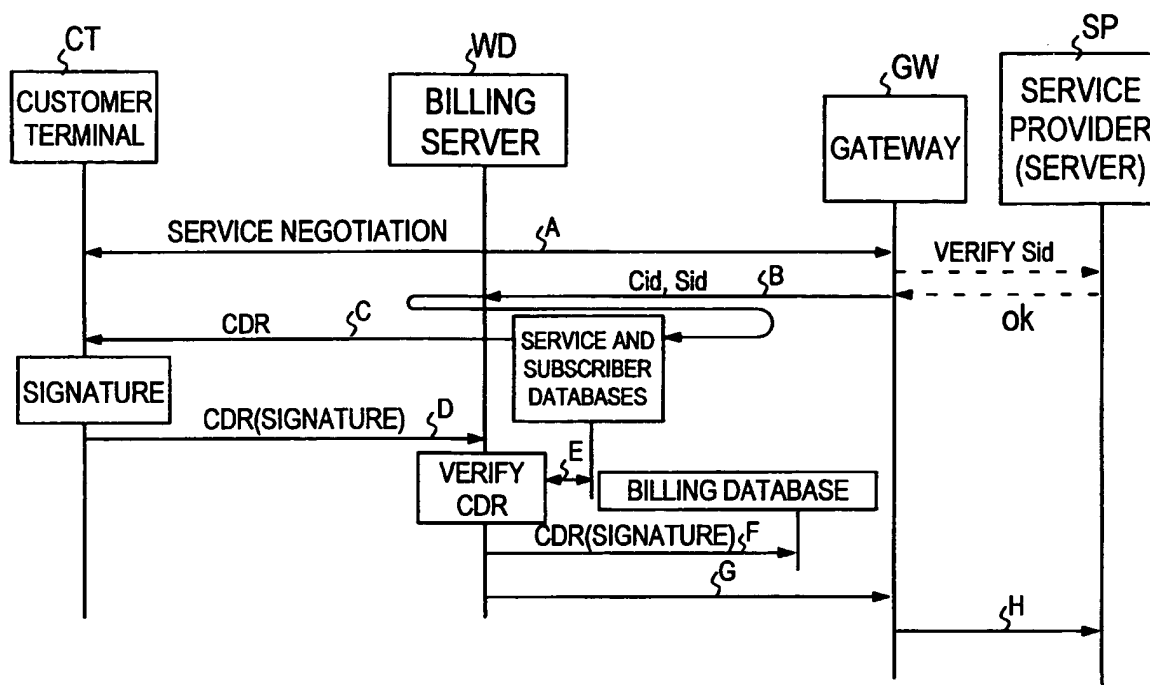 CT
WD
GW
SP
CUSTOMER
TERMINAL
BILLING
SERVER
GATEWAY
SERVICE
PROVIDER
(SERVER)
SERVICE NEGOTIATION
A
VERIFY Sid
Cid, Sid
B
ok
CDR
C
SERVICE AND
SUBSCRIBER
DATABASES
SIGNATURE
CDR(SIGNATURE)
D
VERIFY
CDR
E
BILLING DATABASE
CDR(SIGNATURE)
F
G
H